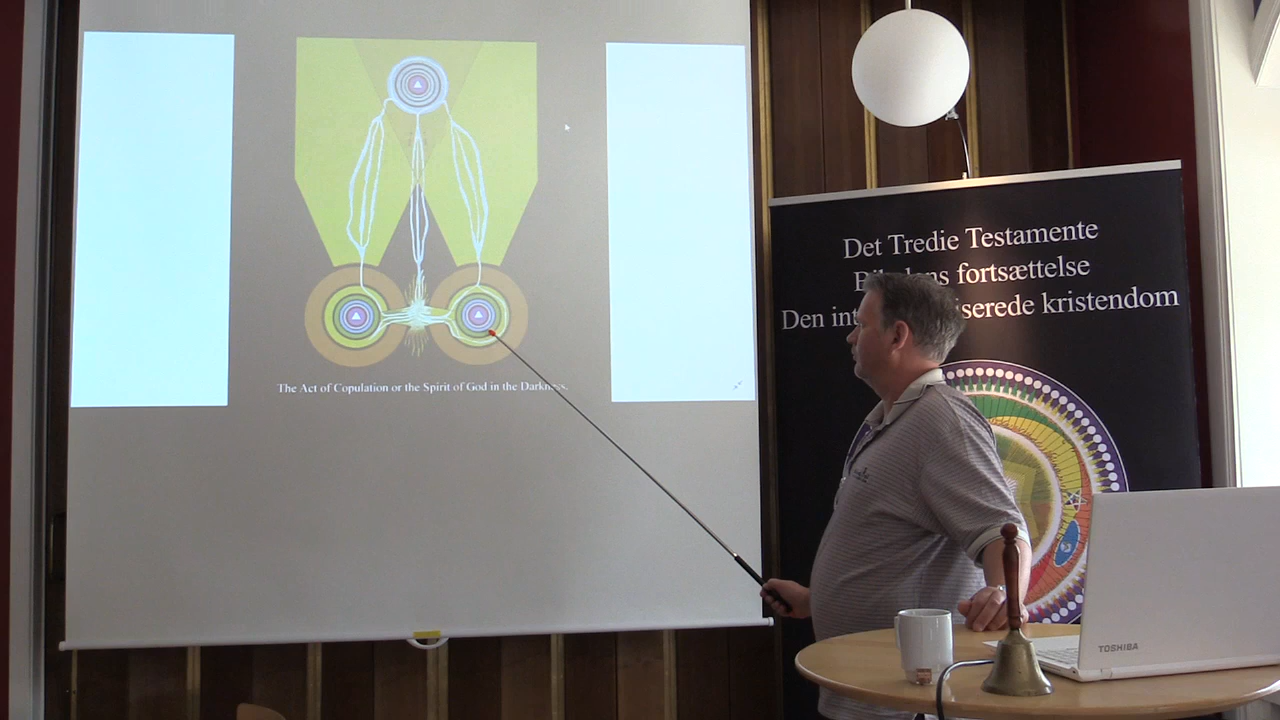 The Act of Copulation or the Spirit of God in the Darkness.
Det Tredie Testamente
fortsættelse
Den kristendom
TOSHIBA